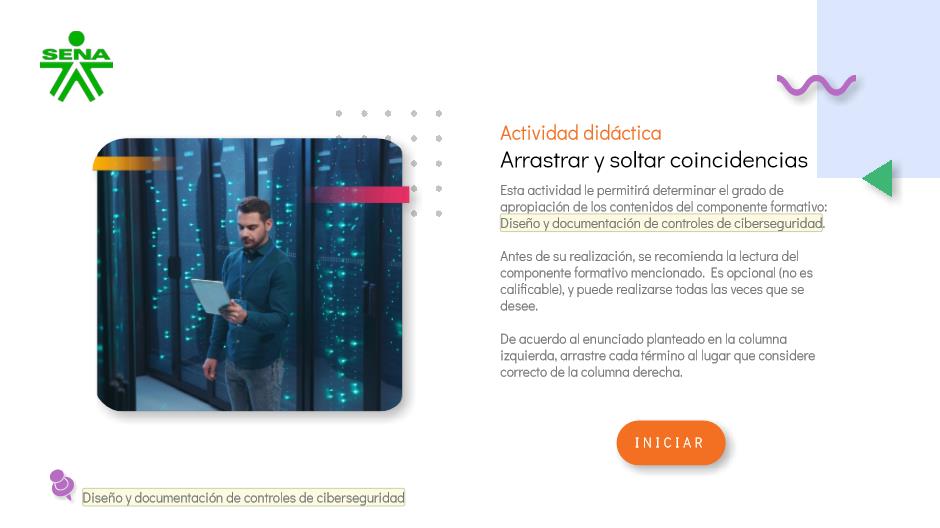 SENA
Actividad didáctica
Arrastrar y soltar coincidencias
Esta actividad le permitirá determinar el grado de
apropiación de los contenidos del componente formativo:
Diseño y documentación de controles de ciberseguridad.
Antes de su realización, se recomienda la lectura del
componente formativo mencionado.  Es opcional (no es
calificable), y puede realizarse todas las veces que se
desee.
De acuerdo al enunciado planteado en la columna
izquierda, arrastre cada término al lugar que considere
correcto de la columna derecha.
INICIAR
Diseño y documentación de controles de ciberseguridad